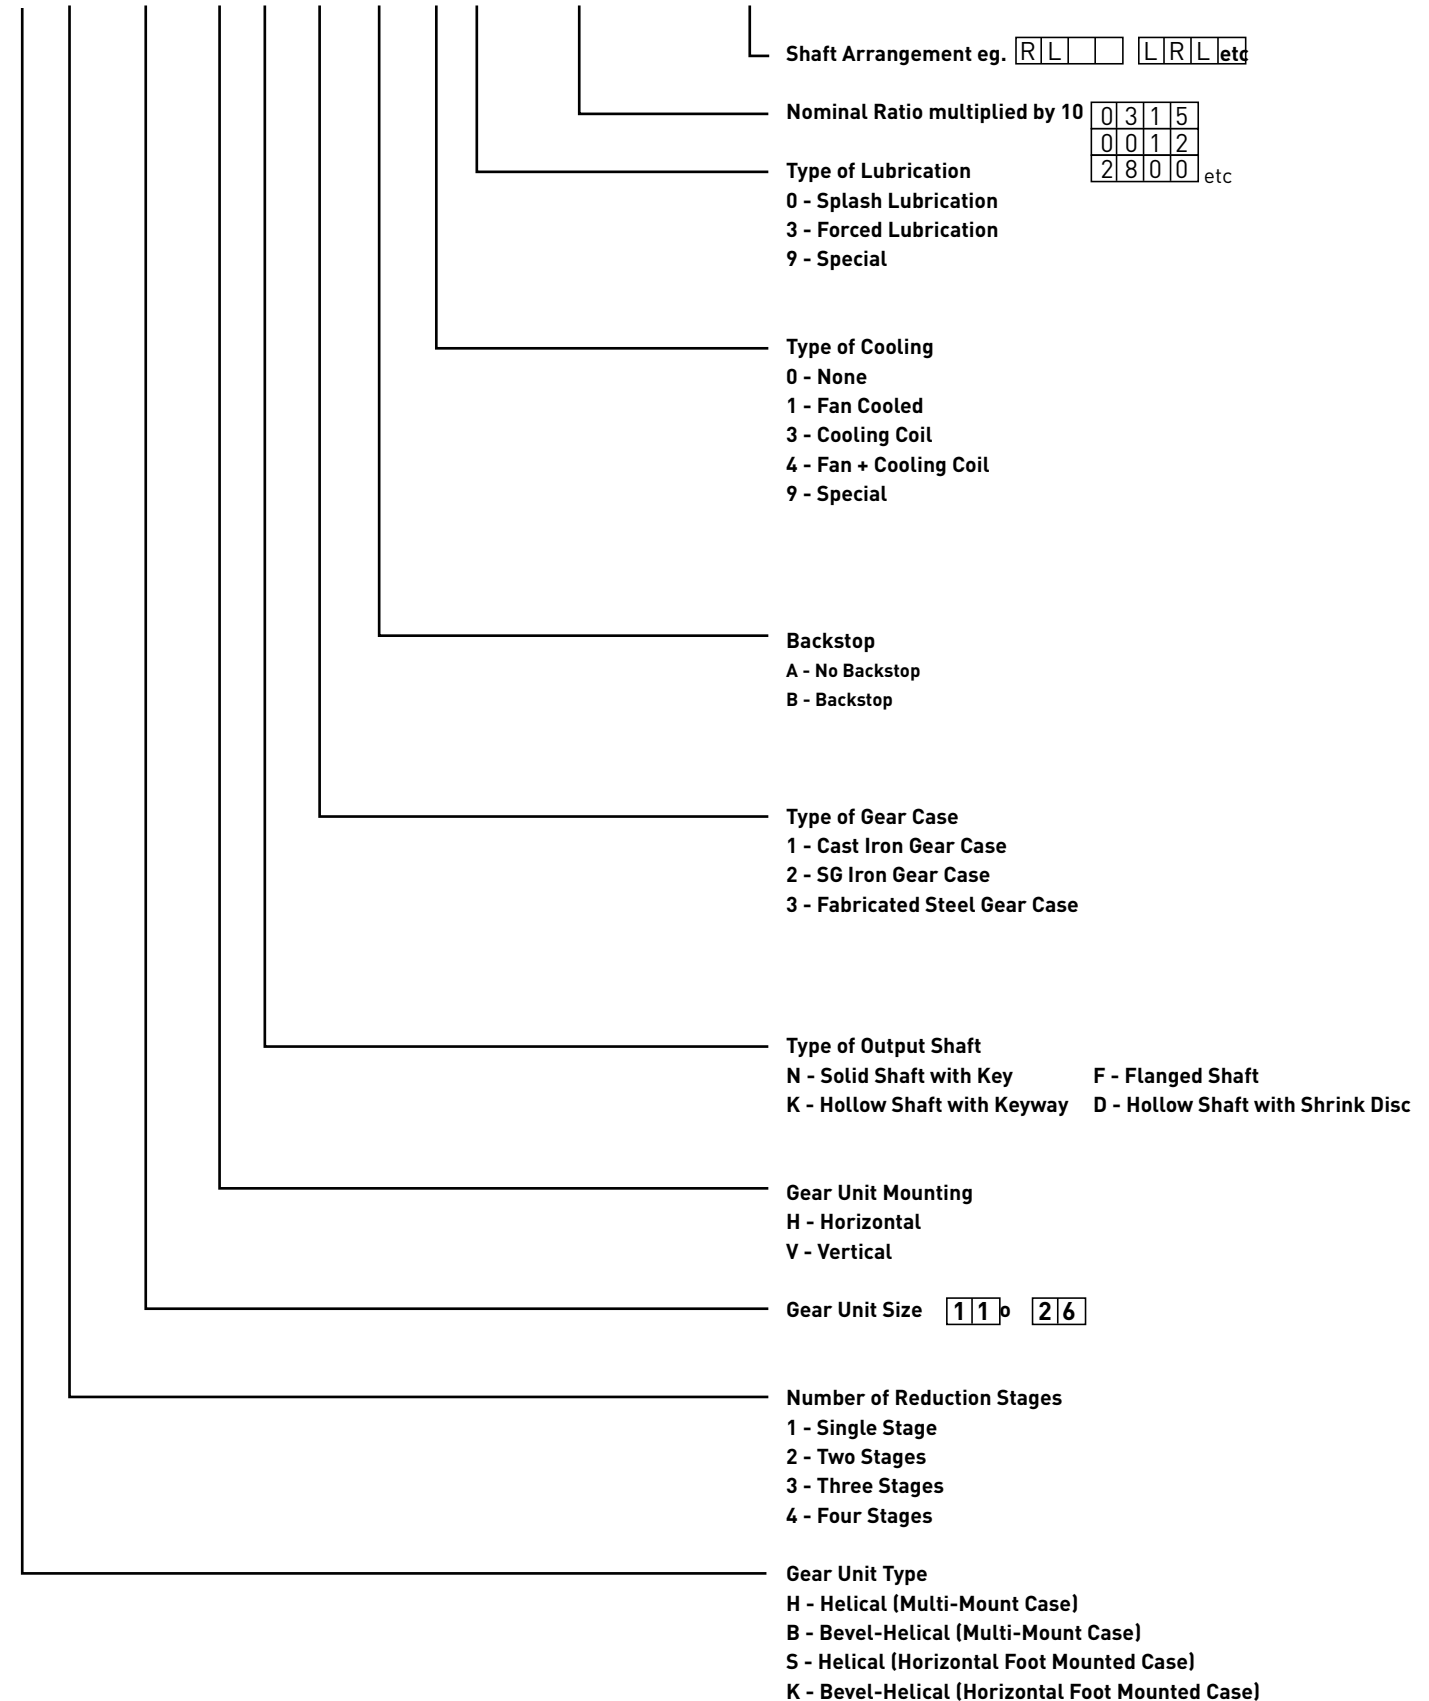 Shaft Arrangement eg. R L L R L etc
Nominal Ratio multiplied by 10 0 3 1 5
0 0 1 2
2 8 0 0 etc
Type of Lubrication
0 - Splash Lubrication
3 - Forced Lubrication
9 - Special
Type of Cooling
0 - None
1 - Fan Cooled
3 - Cooling Coil
4 - Fan + Cooling Coil
9 - Special
Backstop
A - No Backstop
B - Backstop
Type of Gear Case
1 - Cast Iron Gear Case
2 - SG Iron Gear Case
3 - Fabricated Steel Gear Case
Type of Output Shaft
N - Solid Shaft with Key F - Flanged Shaft
K - Hollow Shaft with Keyway D - Hollow Shaft with Shrink Disc
Gear Unit Mounting
H - Horizontal
V - Vertical
Gear Unit Size 1 1 o 2 6
Number of Reduction Stages
1 - Single Stage
2 - Two Stages
3 - Three Stages
4 - Four Stages
Gear Unit Type
H - Helical (Multi-Mount Case)
B - Bevel-Helical (Multi-Mount Case)
S - Helical (Horizontal Foot Mounted Case)
K - Bevel-Helical (Horizontal Foot Mounted Case)